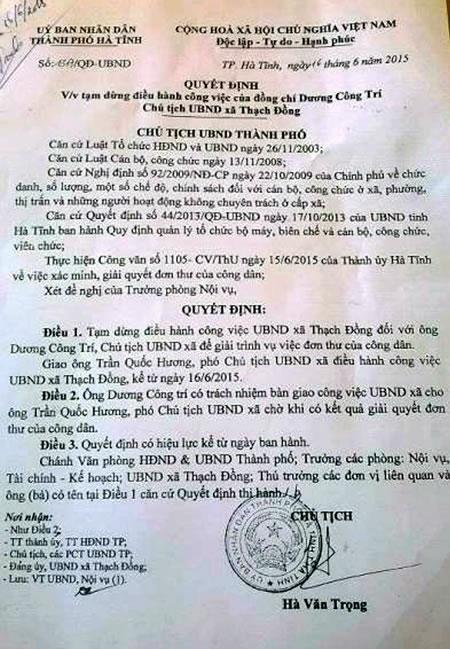 UỶ BAN NHÂN DÂN
THÀNH PHỐ HÀ TĨNH
CỘNG HOÀ XÃ HỘI CHỦ NGHĨA VIỆT NAM
Độc lập - Tự do - Hạnh phúc
Số: /QĐ-UBND
TP. Hà Tĩnh, ngày 16 tháng 6 năm 2015
QUYẾT ĐỊNH
V/v tạm dừng điều hành công việc của đồng chí Dương Công Trí
Chủ tịch UBND xã Thạch Đồng
CHỦ TỊCH UBND THÀNH PHỐ
Căn cứ Luật Tổ chức HĐND và UBND ngày 26/11/2003;
Căn cứ Luật Cán bộ, công chức ngày 13/11/2008;
Căn cứ Nghị định số 92/2009/NĐ-CP ngày 22/10/2009 của Chính phủ về chức
danh, số lượng, một số chế độ, chính sách đối với cán bộ, công chức ở xã, phường,
thị trấn và những người hoạt động không chuyên trách ở cấp xã;
Căn cứ Quyết định số 44/2013/QĐ-UBND ngày 17/10/2013 của UBND tỉnh
Hà Tĩnh ban hành Quy định quản lý tổ chức bộ máy, biên chế và cán bộ, công chức,
viên chức;
Thực hiện Công văn số 1105- CV/ThU ngày 15/6/2015 của Thành ủy Hà Tĩnh
về việc xác minh, giải quyết đơn thư của công dân;
Xét đề nghị của Trưởng phòng Nội vụ,
QUYẾT ĐỊNH:
Điều 1. Tạm dừng điều hành công việc UBND xã Thạch Đồng đối với ông
Dương Công Trí, Chủ tịch UBND xã để giải trình vụ việc đơn thư của công dân.
Giao ông Trần Quốc Hương, phó Chủ tịch UBND xã điều hành công việc
UBND xã Thạch Đồng, kể từ ngày 16/6/2015.
Điều 2. Ông Dương Công trí có trách nhiệm bàn giao công việc UBND xã cho
ông Trần Quốc Hương, phó Chủ tịch UBND xã chờ khi có kết quả giải quyết đơn
thư của công dân.
Điều 3. Quyết định có hiệu lực kể từ ngày ban hành.
Chánh Văn phòng HĐND & UBND Thành phố; Trưởng các phòng: Nội vụ,
Tài chính - Kế hoạch; UBND xã Thạch Đồng; Thủ trưởng các đơn vị liên quan và
ông (bà) có tên tại Điều 1 căn cứ Quyết định thi hành./.
Nơi nhận:
- Như Điều 2;
- TT thành ủy, TT HĐND TP;
- Chủ tịch, các PCT UBND TP;
- Đảng ủy, UBND xã Thạch Đồng;
- Lưu: VT UBND, Nội vụ (1).
CHỦ TỊCH
Hà Văn Trọng